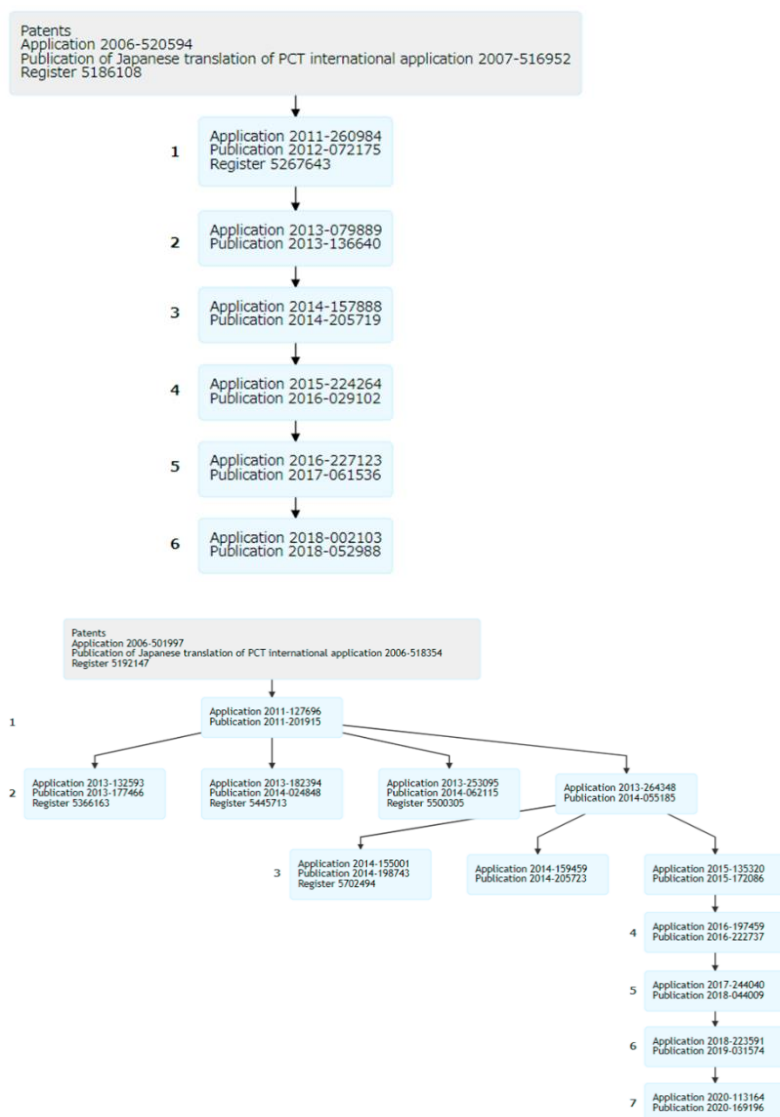 Patents
Application 2006-520594
Publication of Japanese translation of PCT international application 2007-516952
Register 5186108
1
Application 2011-260984
Publication 2012-072175
Register 5267643
2
Application 2013-079889
Publication 2013-136640
3
Application 2014-157888
Publication 2014-205719
4
Application 2015-224264
Publication 2016-029102
5
Application 2016-227123
Publication 2017-061536
6
Application 2018-002103
Publication 2018-052988
Patents
Application 2006-501997
Publication of Japanese translation of PCT international application 2006-518354
Register 5192147
1
Application 2011-127696
Publication 2011-201915
2
Application 2013-132593
Publication 2013-177466
Register 5366163
Application 2013-182394
Publication 2014-024848
Register 5445713
Application 2013-253095
Publication 2014-062115
Register 5500305
Application 2013-264348
Publication 2014-055185
3
Application 2014-155001
Publication 2014-198743
Register 5702494
Application 2014-159459
Publication 2014-205723
Application 2015-135320
Publication 2015-172086
4
Application 2016-197459
Publication 2016-222737
5
Application 2017-244040
Publication 2018-044009
6
Application 2018-223591
Publication 2019-031574
7
Application 2020-113164
Publication 2020-169196